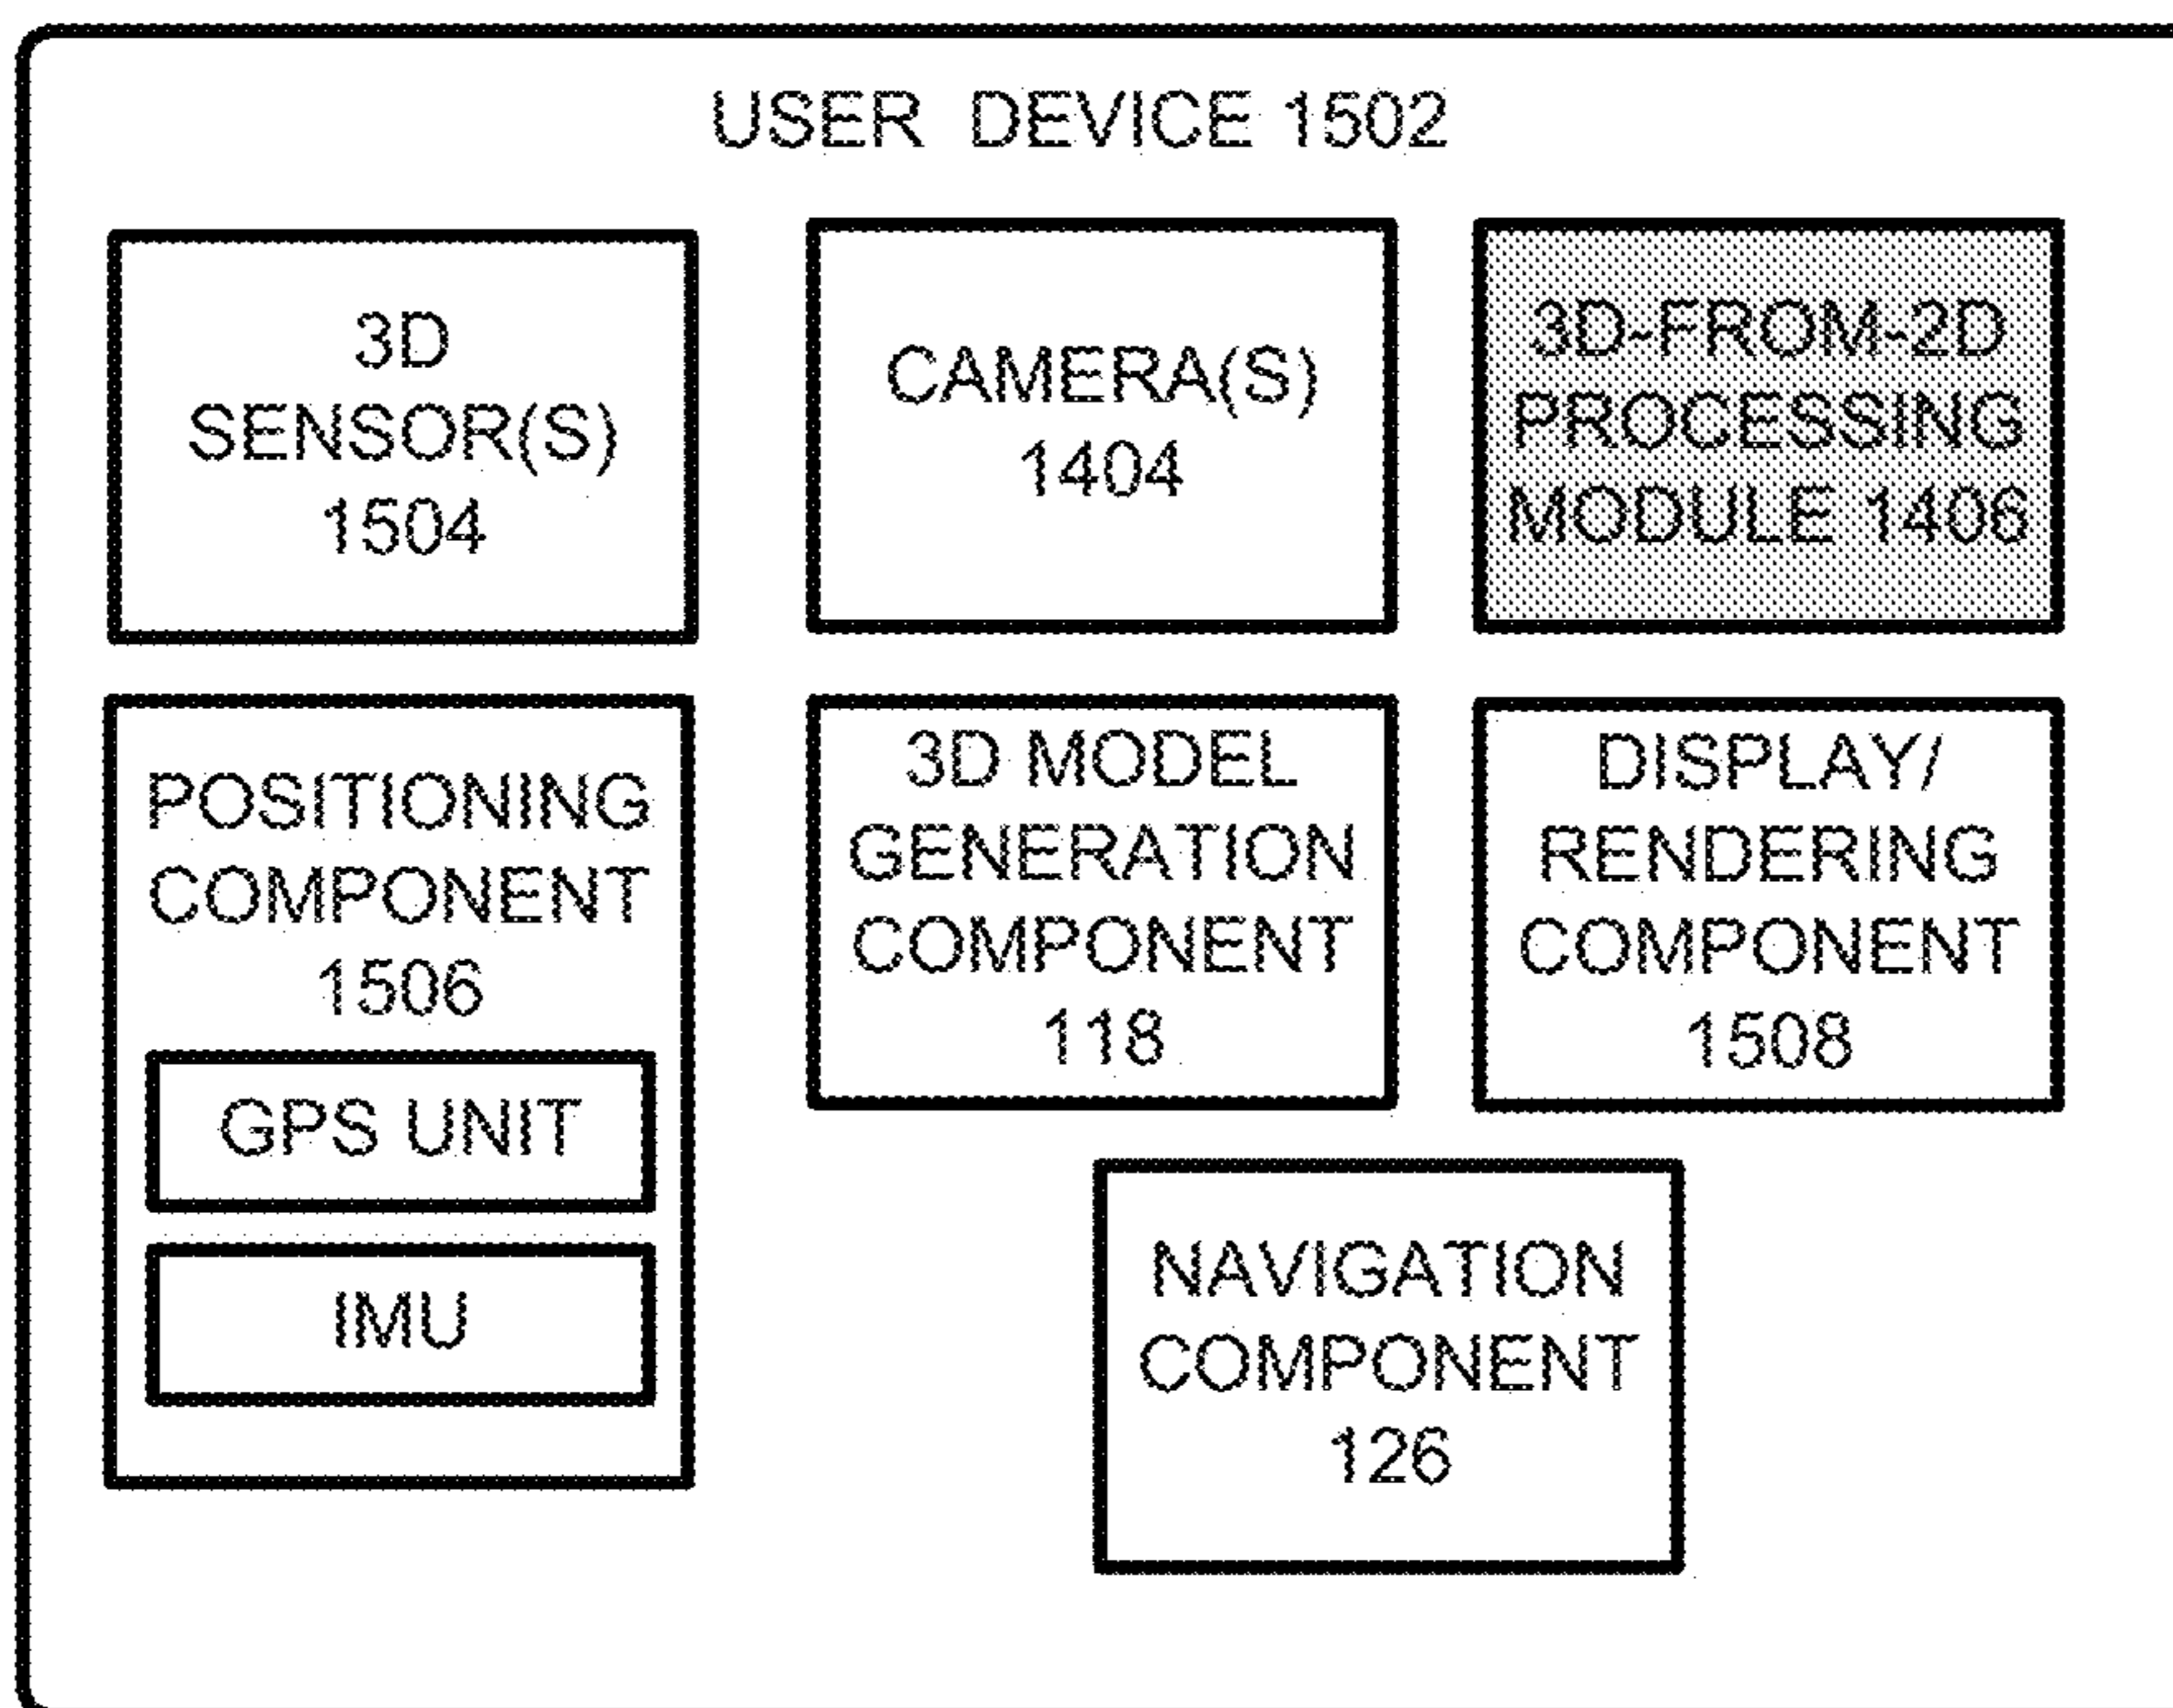 USER DEVICE 1502
3D
SENSOR(S)
1504
CAMERA(S)
1404
3D-FROM-2D
PROCESSING
MODULE 1406
POSITIONING
COMPONENT
1506
GPS UNIT
IMU
3D MODEL
GENERATION
COMPONENT
118
DISPLAY/
RENDERING
COMPONENT
1508
NAVIGATION
COMPONENT
126